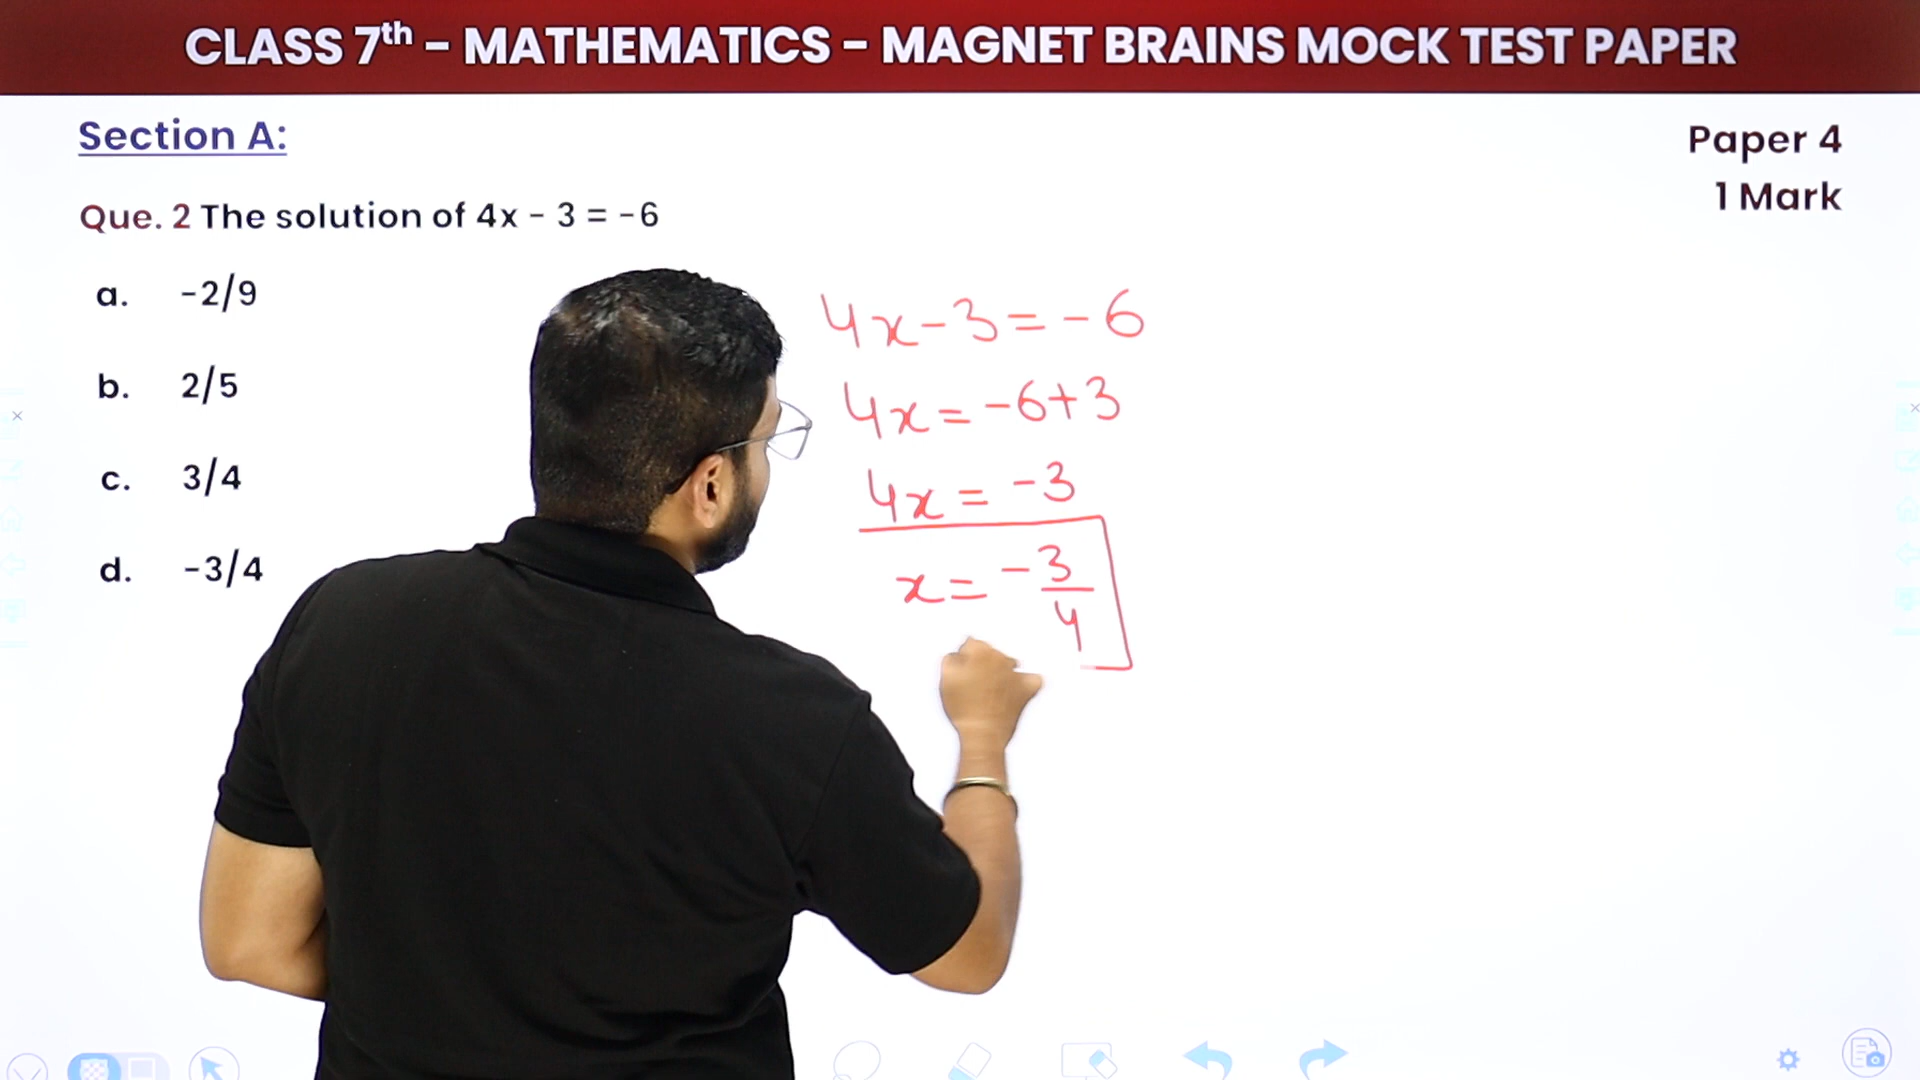 CLASS 7th – MATHEMATICS – MAGNET BRAINS MOCK TEST PAPER
Section A:
Paper 4
1 Mark
Que. 2 The solution of 4x - 3 = -6
a. -2/9
b. 2/5
c. 3/4
d. -3/4
4x-3=-6
4x=-6+3
4x=-3
x=-3/4